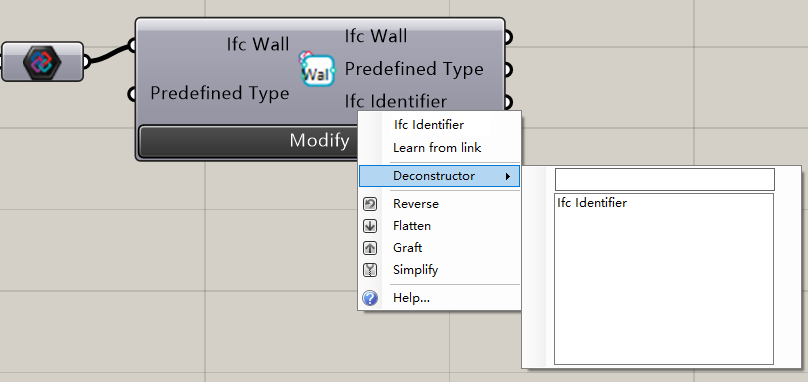 Ifc Wall
Ifc Wall
Wal
Predefined Type
Predefined Type
Ifc Identifier
Modify
Ifc Identifier
Learn from link
Deconstructor
Reverse
Flatten
Graft
Simplify
Help...
Ifc Identifier